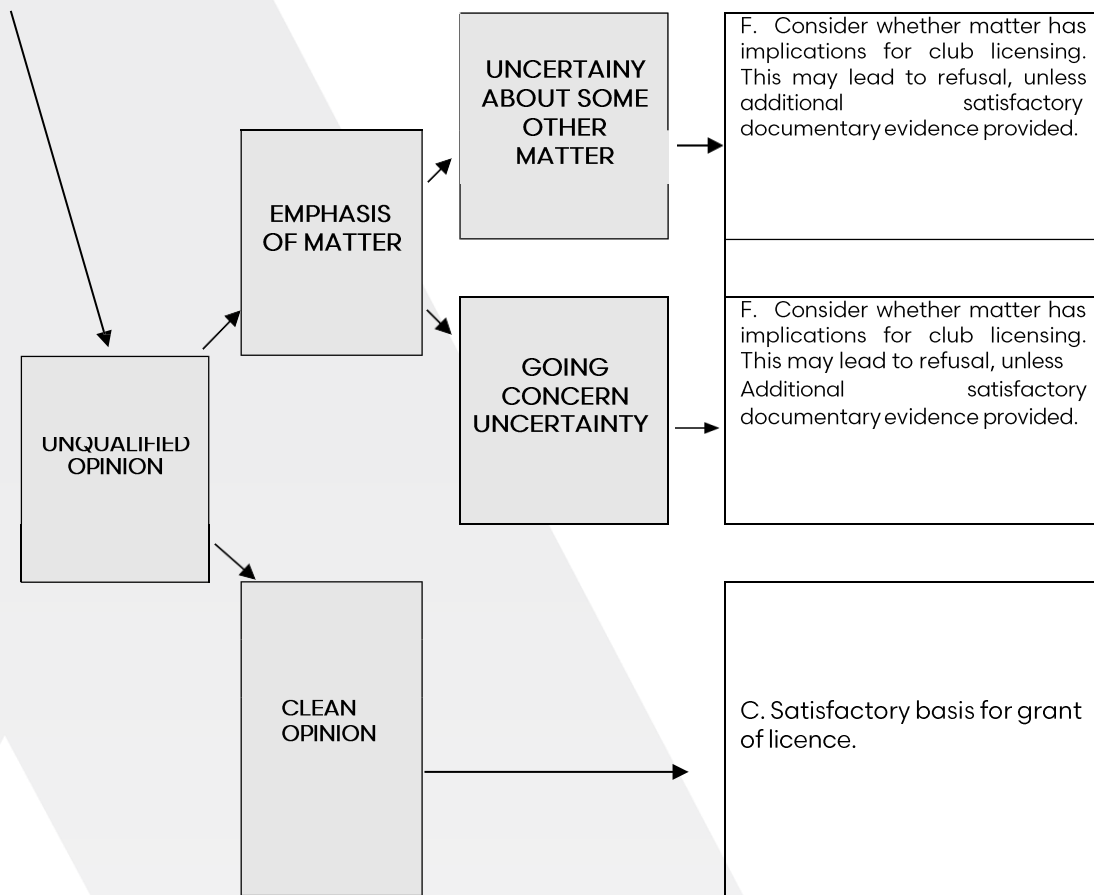 UNCERTAINY
ABOUT SOME
OTHER
MATTER
F. Consider whether matter has
implications for club licensing.
This may lead to refusal, unless
additional satisfactory
documentary evidence provided.
EMPHASIS
OF MATTER
GOING
CONCERN
UNCERTAINTY
F. Consider whether matter has
implications for club licensing.
This may lead to refusal, unless
Additional satisfactory
documentary evidence provided.
UNQUALIFIED
OPINION
CLEAN
OPINION
C. Satisfactory basis for grant
of licence.